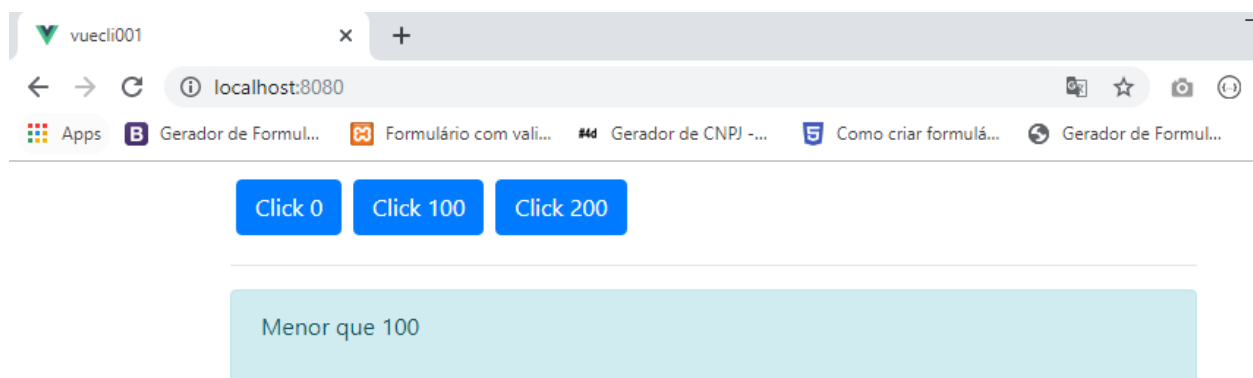 vuecli001
localhost:8080
Apps B Gerador de Formul... Formulário com vali... #4d Gerador de CNPJ -... 5 Como criar formulá... Gerador de Formul...
Click 0 Click 100 Click 200
Menor que 100